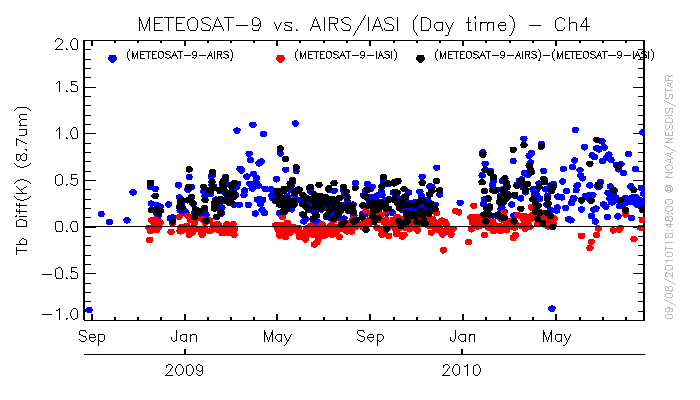 METEOSAT-9 vs. AIRS/IASI (Day time) - Ch4
(METEOSAT-9-AIRS) (METEOSAT-9-IASI) (METEOSAT-9-AIRS)-(METEOSAT-9-IASI)
Tb Diff(K) (8.7um)
2.0
1.5
1.0
0.5
0.0
-0.5
-1.0
Sep Jan May Sep Jan May
2009 2010
09/08/2010T18:48:00 @ NOAA/NESDIS/STAR